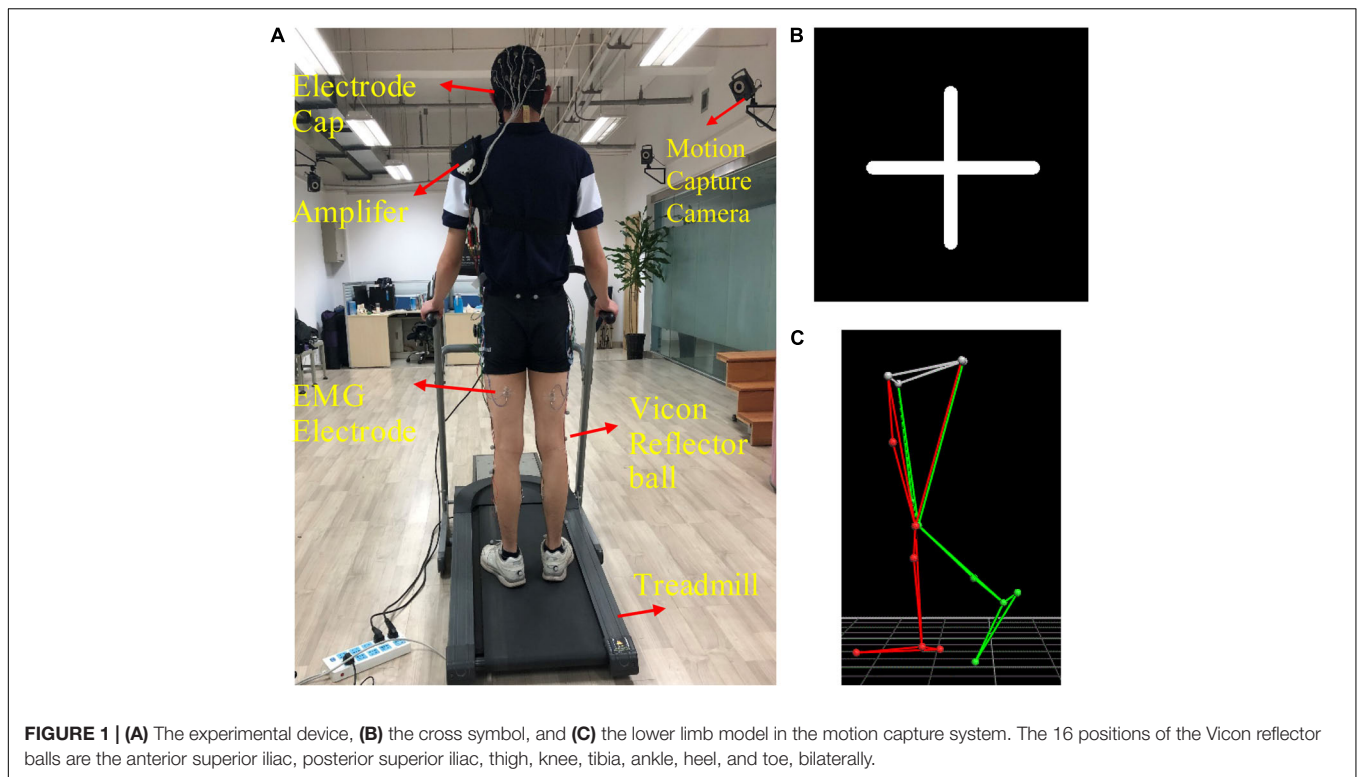 A
Electrode
Cap
Amplifer
EMG
Electrode
Motion
Capture
Camera
Vicon
Reflector
ball
Treadmill
B
C
FIGURE 1 | (A) The experimental device, (B) the cross symbol, and (C) the lower limb model in the motion capture system. The 16 positions of the Vicon reflector
balls are the anterior superior iliac, posterior superior iliac, thigh, knee, tibia, ankle, heel, and toe, bilaterally.